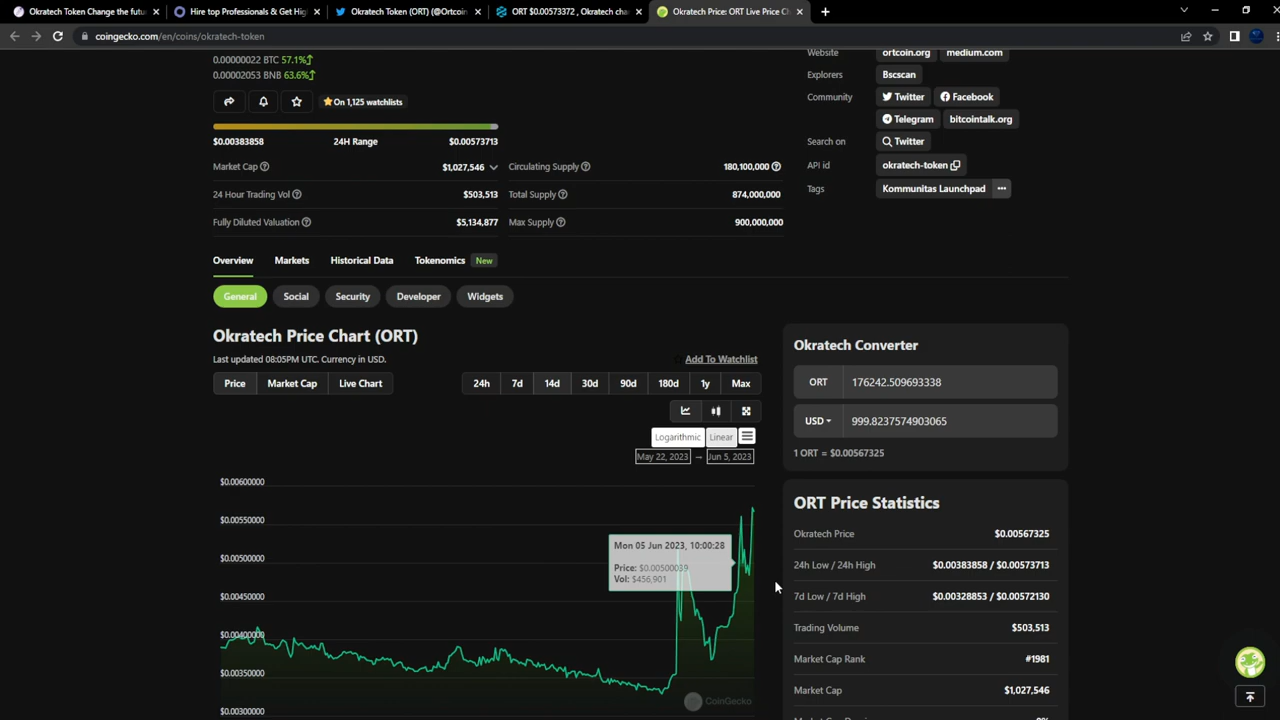 Okratech Token Change the futur
Hire top Professionals & Get Hig
Okratech Token (ORT) (@Ortcoin
ORT $0.00573372 , Okratech cha
Okratech Price: ORT Live Price C
coingecko.com/en/coins/okratech-token
0.00000022 BTC 57.1%
0.00002053 BNB 63.6%
On 1,125 watchlists
$0.00383858 24H Range $0.00573713
Market Cap $1,027,546
Circulating Supply 180,100,000
24 Hour Trading Vol $503,513
Total Supply 874,000,000
Fully Diluted Valuation $5,134,877
Max Supply 900,000,000
Website ortcoin.org medium.com
Explorers Bscscan
Community Twitter Facebook
Telegram bitcointalk.org
Search on Twitter
API id okratech-token
Tags Kommunitas Launchpad
Overview Markets Historical Data Tokenomics New
General Social Security Developer Widgets
Okratech Price Chart (ORT)
Last updated 08:05PM UTC. Currency in USD.
Add To Watchlist
Price Market Cap Live Chart
24h 7d 14d 30d 90d 180d 1y Max
Logarithmic Linear
May 22, 2023 → Jun 5, 2023
$0.00600000
$0.00550000
$0.00500000
$0.00450000
$0.00400000
$0.00350000
$0.00300000
Mon 05 Jun 2023, 10:00:28
Price: $0.00500039
Vol: $456,901
CoinGecko
Okratech Converter
ORT 176242.509693338
USD 999.8237574903065
1 ORT = $0.00567325
ORT Price Statistics
Okratech Price $0.00567325
24h Low / 24h High $0.00383858 / $0.00573713
7d Low / 7d High $0.00328853 / $0.00572130
Trading Volume $503,513
Market Cap Rank #1981
Market Cap $1,027,546